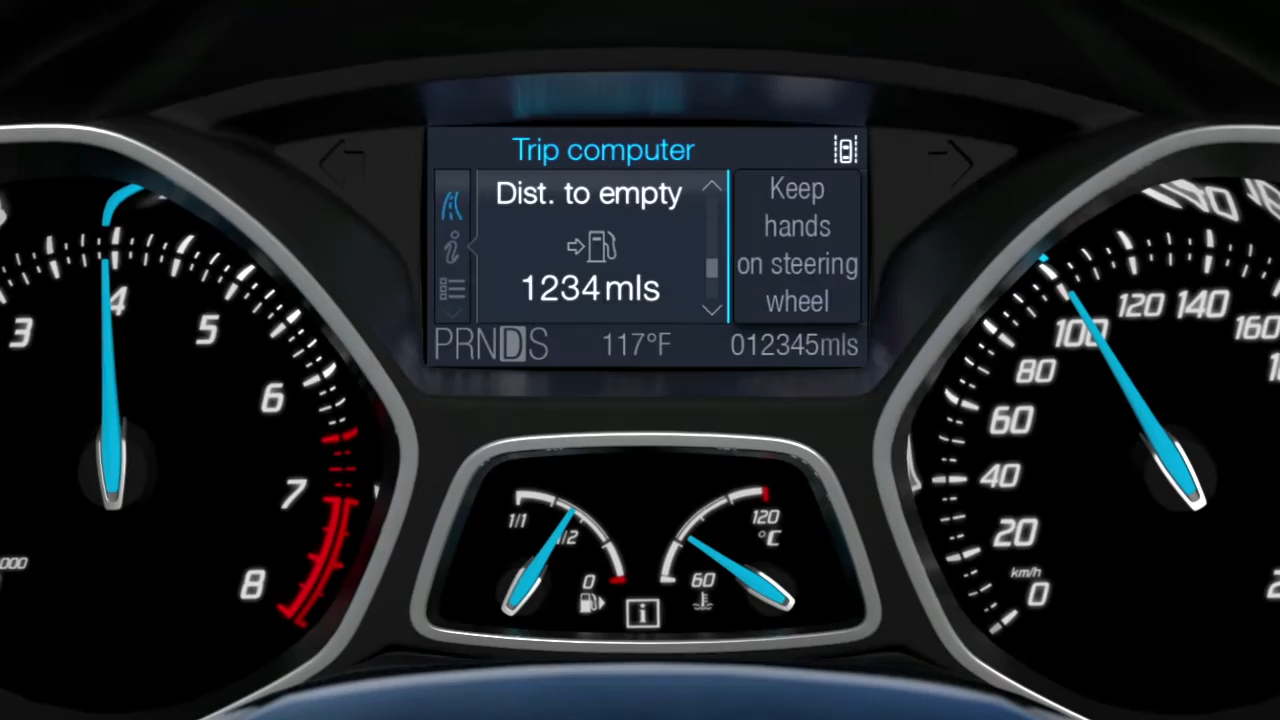 Trip computer
Dist. to empty
1234mls
Keep
hands
on steering
wheel
PRNDS
117°F
012345mls
3
4
5
6
7
8
000
1/1
1/2
0
120
°C
60
i
0
20
40
60
80
100
120
140
160
km/h